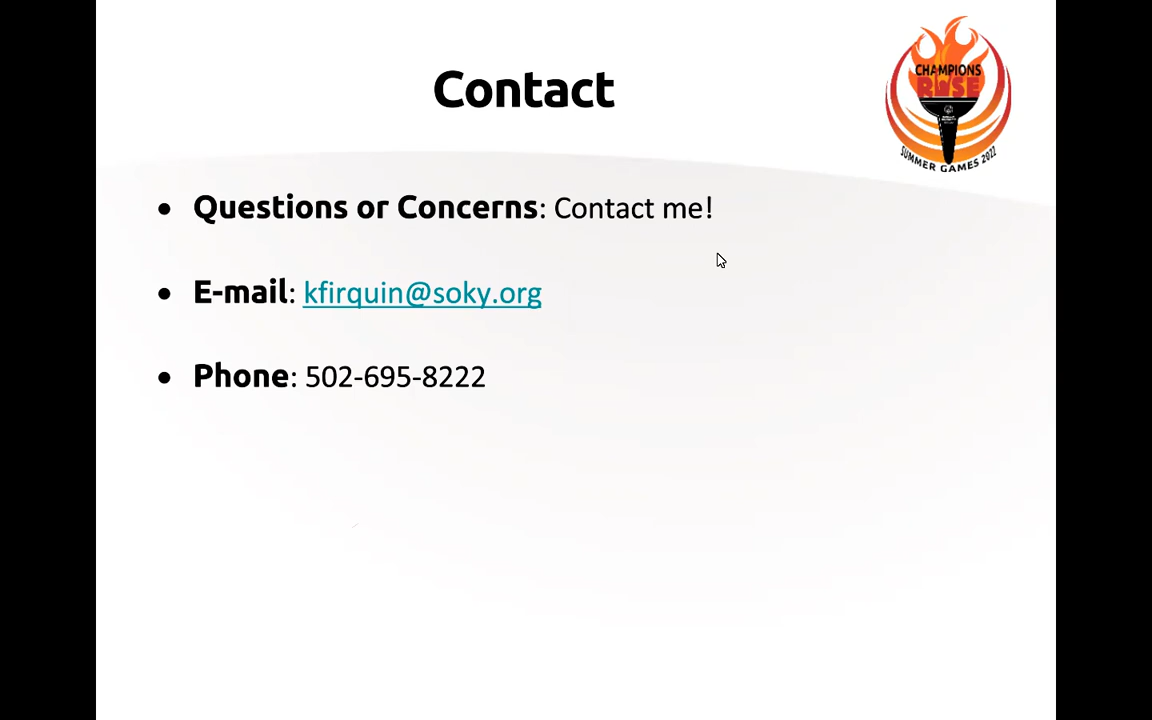 Contact
CHAMPIONS
RISE
SUMMER GAMES 2022
• Questions or Concerns: Contact me!
• E-mail: kfirquin@soky.org
• Phone: 502-695-8222